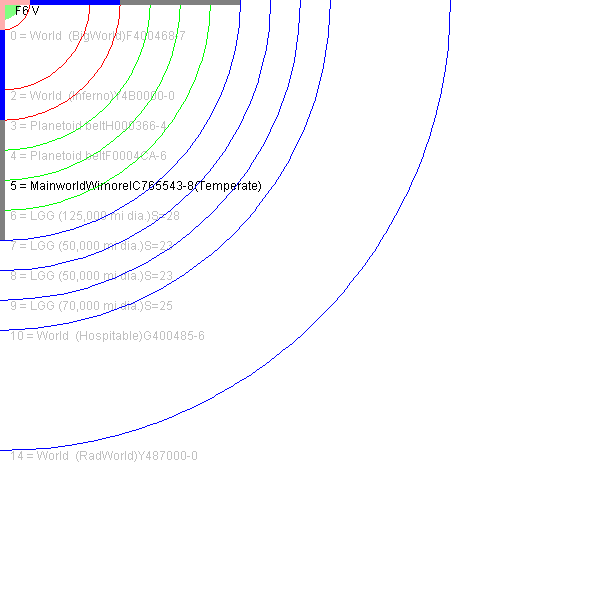 F6 V
0 = World  (BigWorld)F400468-7
2 = World  (Inferno)Y4B0000-0
3 = Planetoid beltH000366-4
4 = Planetoid beltF0004CA-6
5 = MainworldWimoreIC765543-8(Temperate)
6 = LGG (125,000 mi dia.)S=28
7 = LGG (50,000 mi dia.)S=23
8 = LGG (50,000 mi dia.)S=23
9 = LGG (70,000 mi dia.)S=25
10 = World  (Hospitable)G400485-6
14 = World  (RadWorld)Y487000-0